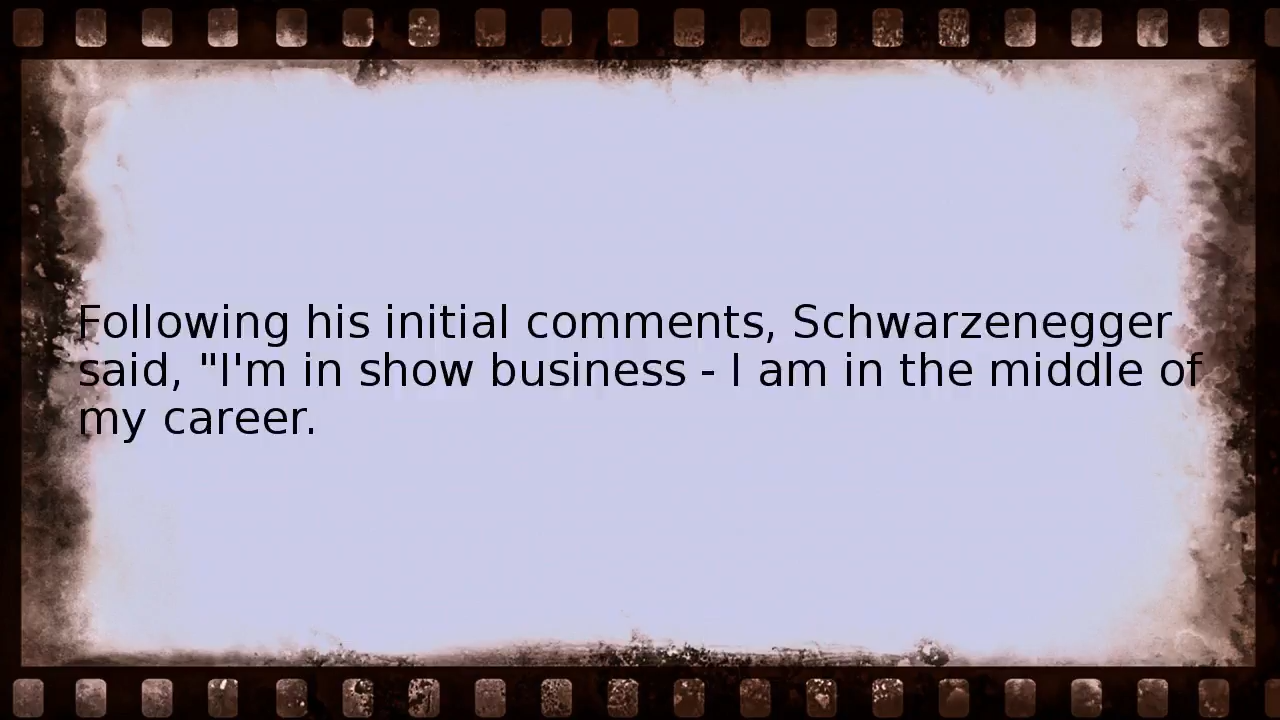 Following his initial comments, Schwarzenegger
said, "I'm in show business - I am in the middle of
my career.